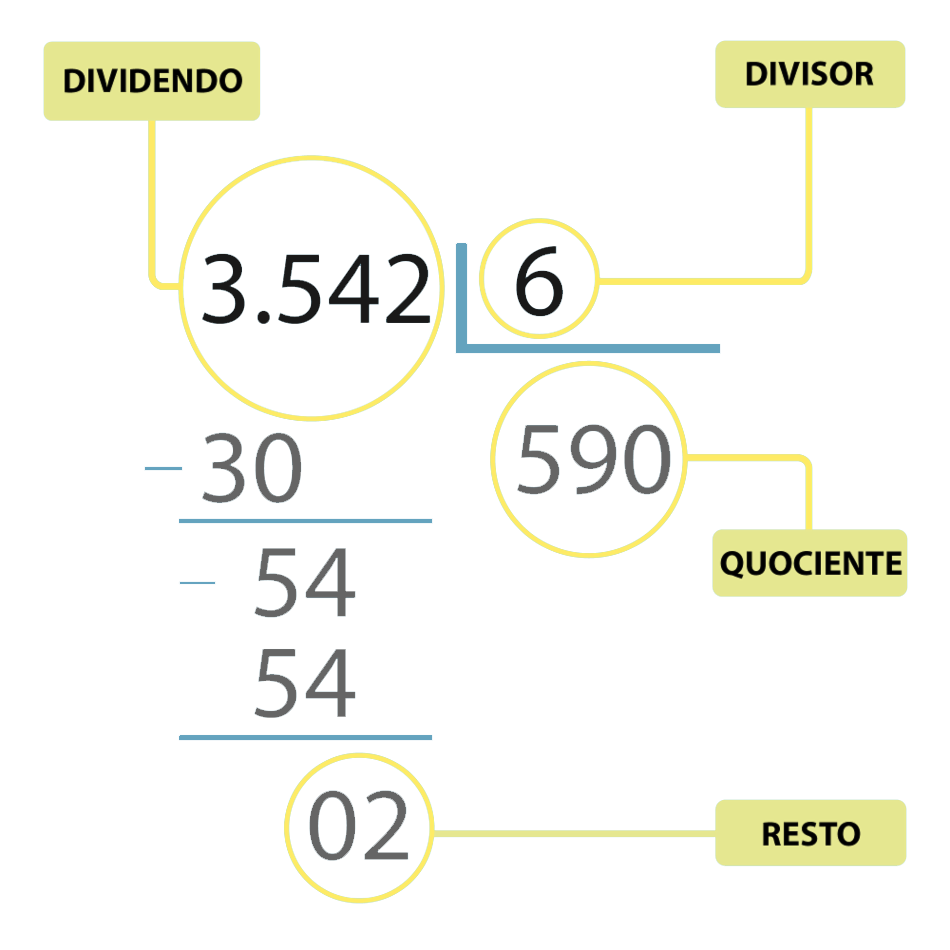 DIVIDENDO
DIVISOR
3.542
6
— 30
590
— 54
QUOCIENTE
54
02
RESTO